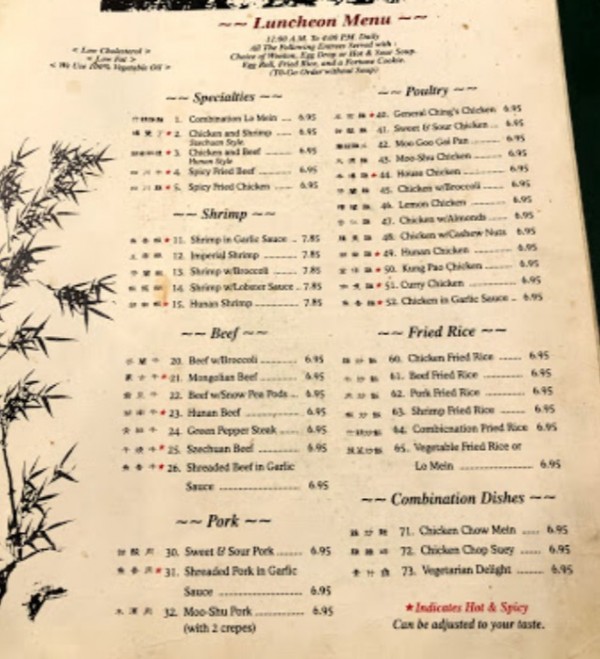 ~~ Luncheon Menu ~~
11:00 A.M. To 4:00 P.M. Daily
All The Following Entrees Served with :
Choice of Wonton, Egg Drop or Hot & Sour Soup.
Egg Roll, Fried Rice, and a Fortune Cookie.
(TO-Go Order without Soup)
< Low Cholesterol >
< Low Fat >
< We Use 100% Vegetable Oil >
~~ Specialties ~~
1. Combination Lo Mein .... 6.95
★ 2. Chicken and Shrimp ...... 6.95
Szechuan Style
★ 3. Chicken and Beef ......... 6.95
Hunan Style
★ 4. Spicy Fried Beef .......... 6.95
★ 5. Spicy Fried Chicken ...... 6.95
~~ Shrimp ~~
★ 11. Shrimp in Garlic Sauce .. 7.85
12. Imperial Shrimp ............ 7.85
13. Shrimp w/Broccoli ......... 7.85
14. Shrimp w/Lobster Sauce .. 7.85
★ 15. Hunan Shrimp .............. 7.85
~~ Beef ~~
20. Beef w/Broccoli ............ 6.95
★ 21. Mongolian Beef ............ 6.95
22. Beef w/Snow Pea Pods ... 6.95
★ 23. Hunan Beef ................. 6.95
24. Green Pepper Steak ....... 6.95
★ 25. Szechuan Beef ............. 6.95
★ 26. Shreaded Beef in Garlic
Sauce .......................... 6.95
~~ Pork ~~
30. Sweet & Sour Pork ........ 6.95
★ 31. Shreaded Pork in Garlic
Sauce .......................... 6.95
32. Moo-Shu Pork .............. 6.95
(with 2 crepes)
~~ Poultry ~~
★ 40. General Ching's Chicken 6.95
41. Sweet & Sour Chicken ... 6.95
42. Moo Goo Gai Pan .......... 6.95
43. Moo-Shu Chicken ......... 6.95
★ 44. House Chicken ............. 6.95
45. Chicken w/Broccoli ....... 6.95
46. Lemon Chicken ............ 6.95
47. Chicken w/Almonds ...... 6.95
48. Chicken w/Cashew Nuts 6.95
★ 49. Hunan Chicken ............ 6.95
★ 50. Kung Pao Chicken ........ 6.95
★ 51. Curry Chicken ............. 6.95
★ 52. Chicken in Garlic Sauce .. 6.95
~~ Fried Rice ~~
60. Chicken Fried Rice ...... 6.95
61. Beef Fried Rice ........... 6.95
62. Pork Fried Rice ........... 6.95
63. Shrimp Fried Rice ....... 6.95
64. Combicnation Fried Rice 6.95
65. Vegetable Fried Rice or
Lo Mein ...................... 6.95
~~ Combination Dishes ~~
71. Chicken Chow Mein ..... 6.95
72. Chicken Chop Suey ...... 6.95
73. Vegetarian Delight ....... 6.95
★Indicates Hot & Spicy
Can be adjusted to your taste.